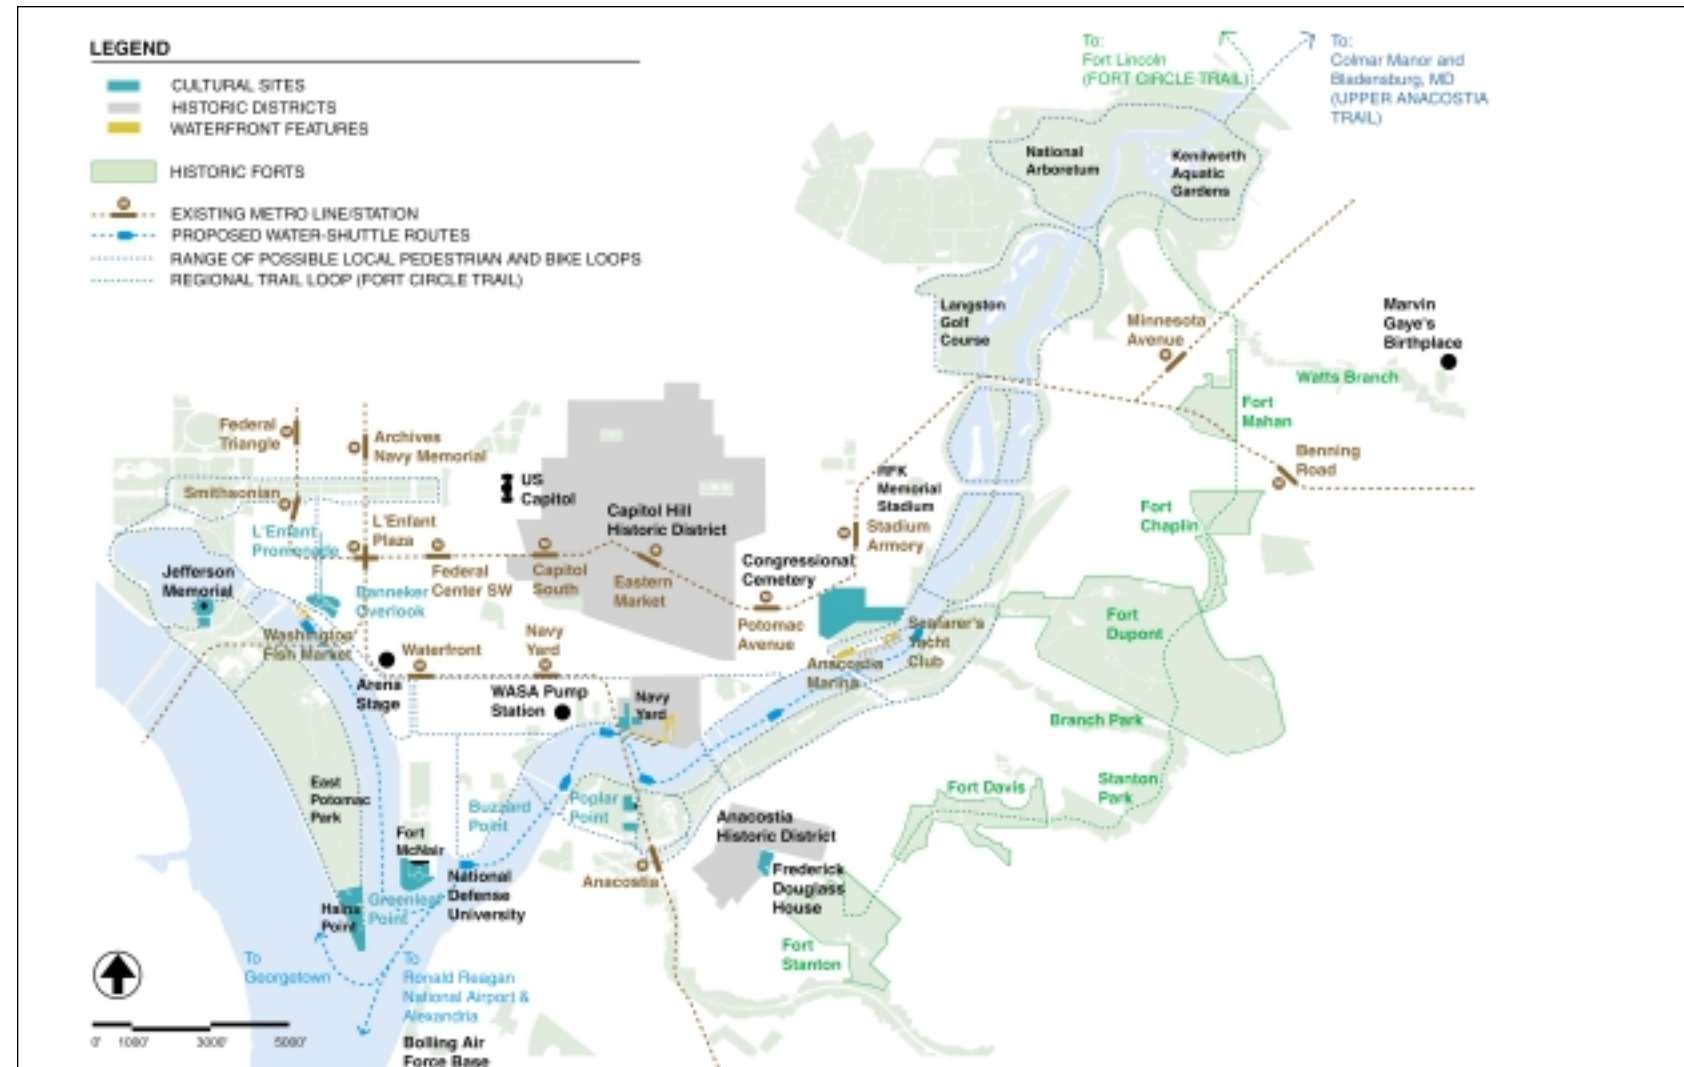 LEGEND
CULTURAL SITES
HISTORIC DISTRICTS
WATERFRONT FEATURES
HISTORIC FORTS
EXISTING METRO LINE/STATION
PROPOSED WATER-SHUTTLE ROUTES
RANGE OF POSSIBLE LOCAL PEDESTRIAN AND BIKE LOOPS
REGIONAL TRAIL LOOP (FORT CIRCLE TRAIL)
To:
Fort Lincoln
(FORT CIRCLE TRAIL)
To:
Colmar Manor and
Bladensburg, MD
(UPPER ANACOSTIA
TRAIL)
National
Arboretum
Kenilworth
Aquatic
Gardens
Langston
Golf
Course
Minnesota
Avenue
Marvin
Gaye's
Birthplace
Watts Branch
Fort
Mahan
Benning
Road
Federal
Triangle
Archives
Navy Memorial
Smithsonian
US
Capitol
L'Enfant
Promenade
L'Enfant
Plaza
Capitol Hill
Historic District
RFK
Memorial
Stadium
Stadium
Armory
Fort
Chaplin
Jefferson
Memorial
Banneker
Overlook
Federal
Center SW
Capitol
South
Eastern
Market
Congressional
Cemetery
Potomac
Avenue
Fort
Dupont
Washington
Fish Market
Waterfront
Navy
Yard
Anacostia
Marina
Seafarer's
Yacht
Club
Arena
Stage
WASA Pump
Station
Navy
Yard
Branch Park
East
Potomac
Park
Buzzard
Point
Poplar
Point
Fort Davis
Stanton
Park
Fort
McNair
Anacostia
Historic District
Anacostia
Frederick
Douglass
House
National
Defense
University
Hains
Point
Greenleaf
Point
Fort
Stanton
To
Georgetown
To
Ronald Reagan
National Airport &
Alexandria
Bolling Air
Force Base
0' 1000' 3000' 5000'